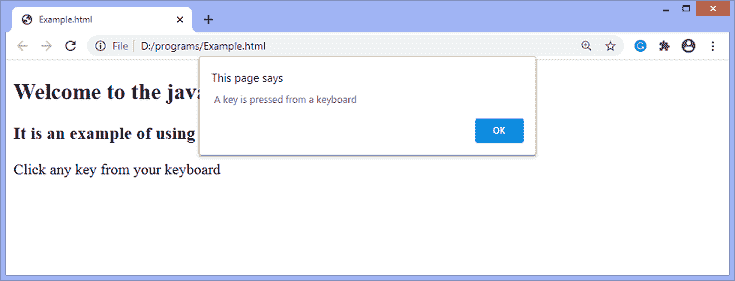 Example.html
File
D:/programs/Example.html
This page says
A key is pressed from a keyboard
OK
Welcome to the java
It is an example of using
Click any key from your keyboard